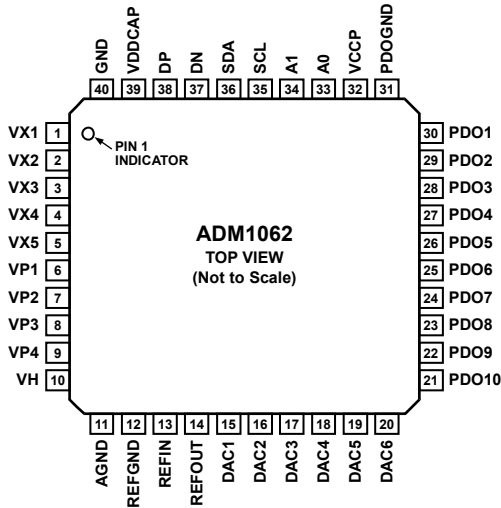 GND
VDDCAP
DP
DN
SDA
SCL
A1
A0
VCCP
PDOGND
40
39
38
37
36
35
34
33
32
31
VX1 1
VX2 2
VX3 3
VX4 4
VX5 5
VP1 6
VP2 7
VP3 8
VP4 9
VH 10
PIN 1
INDICATOR
ADM1062
TOP VIEW
(Not to Scale)
30 PDO1
29 PDO2
28 PDO3
27 PDO4
26 PDO5
25 PDO6
24 PDO7
23 PDO8
22 PDO9
21 PDO10
11
12
13
14
15
16
17
18
19
20
AGND
REFGND
REFIN
REFOUT
DAC1
DAC2
DAC3
DAC4
DAC5
DAC6